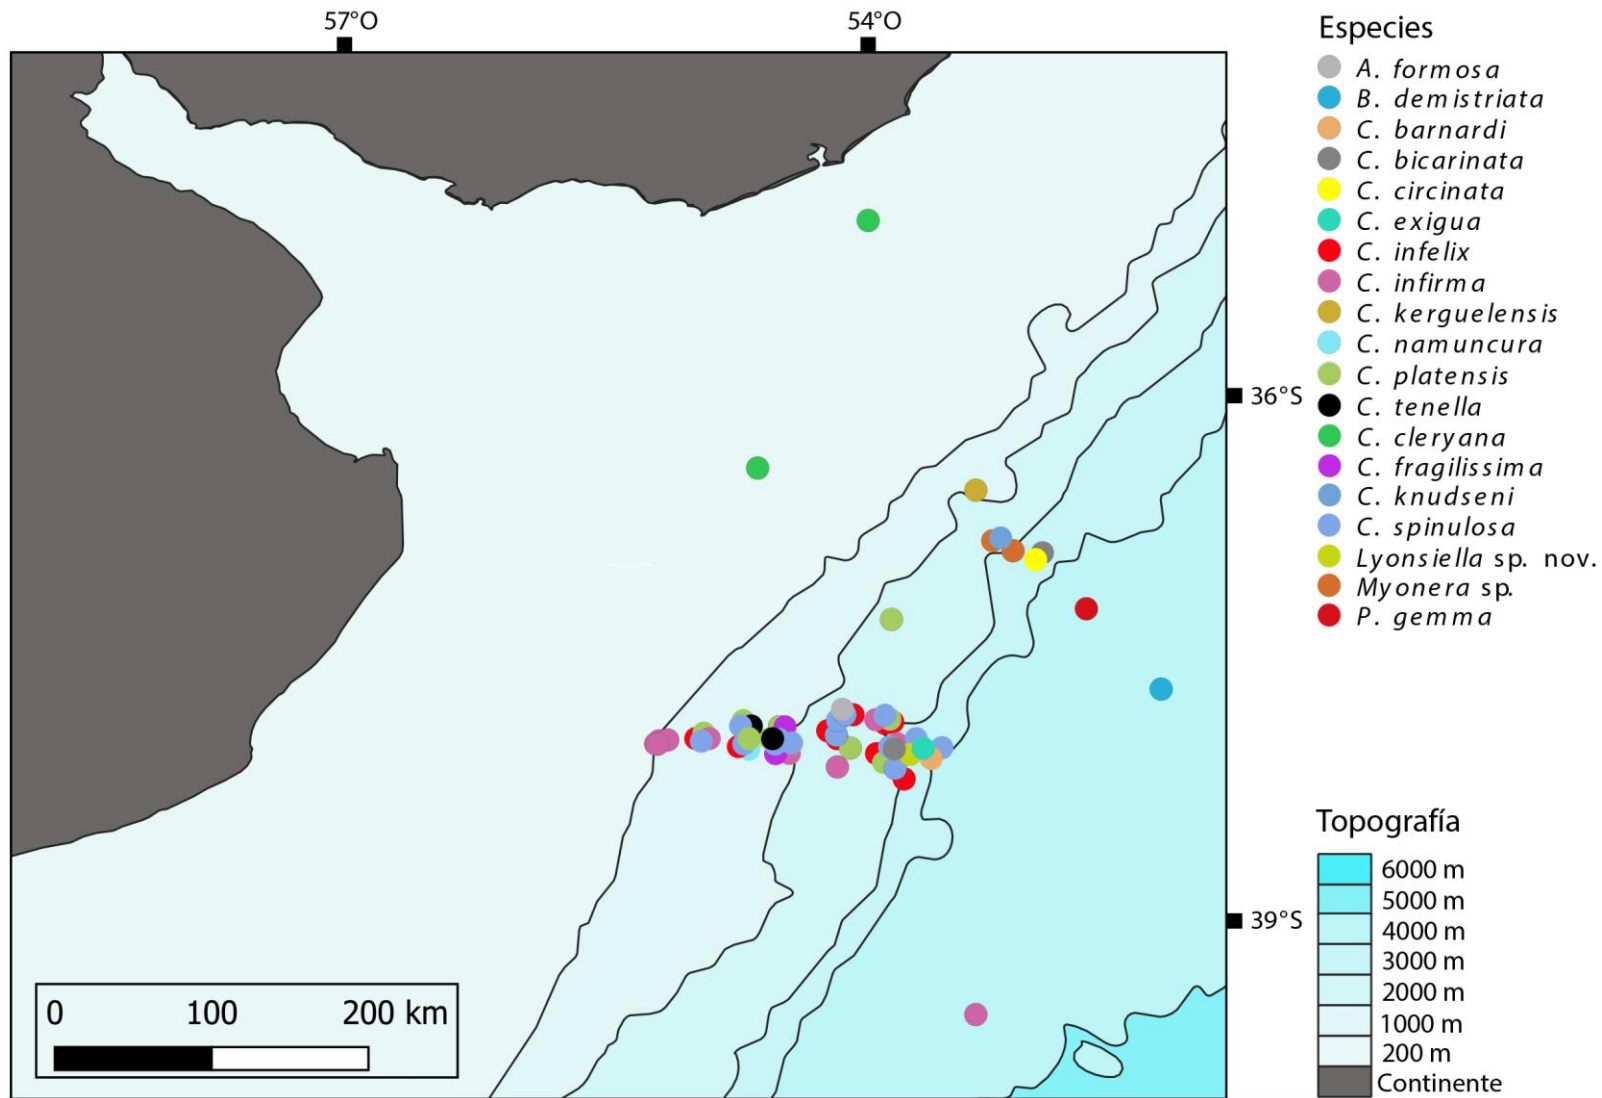 57°O
54°O
36°S
39°S
Especies
A. formosa
B. demistriata
C. barnardi
C. bicarinata
C. circinata
C. exigua
C. infelix
C. infirma
C. kerguelensis
C. namuncura
C. platensis
C. tenella
C. cleryana
C. fragilissima
C. knudseni
C. spinulosa
Lyonsiella sp. nov.
Myonera sp.
P. gemma
Topografía
6000 m
5000 m
4000 m
3000 m
2000 m
1000 m
200 m
Continente
0 100 200 km